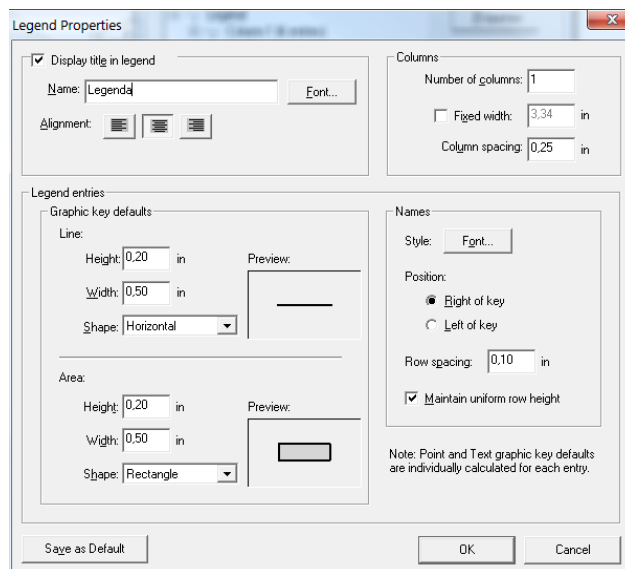 Legend Properties
Display title in legend
Name: Legenda
Font...
Alignment:
Columns
Number of columns: 1
Fixed width: 3,34 in
Column spacing: 0,25 in
Legend entries
Graphic key defaults
Line:
Height: 0,20 in
Preview:
Width: 0,50 in
Shape: Horizontal
Area:
Height: 0,20 in
Preview:
Width: 0,50 in
Shape: Rectangle
Names
Style: Font...
Position:
Right of key
Left of key
Row spacing: 0,10 in
Maintain uniform row height
Note: Point and Text graphic key defaults
are individually calculated for each entry.
Save as Default
OK
Cancel